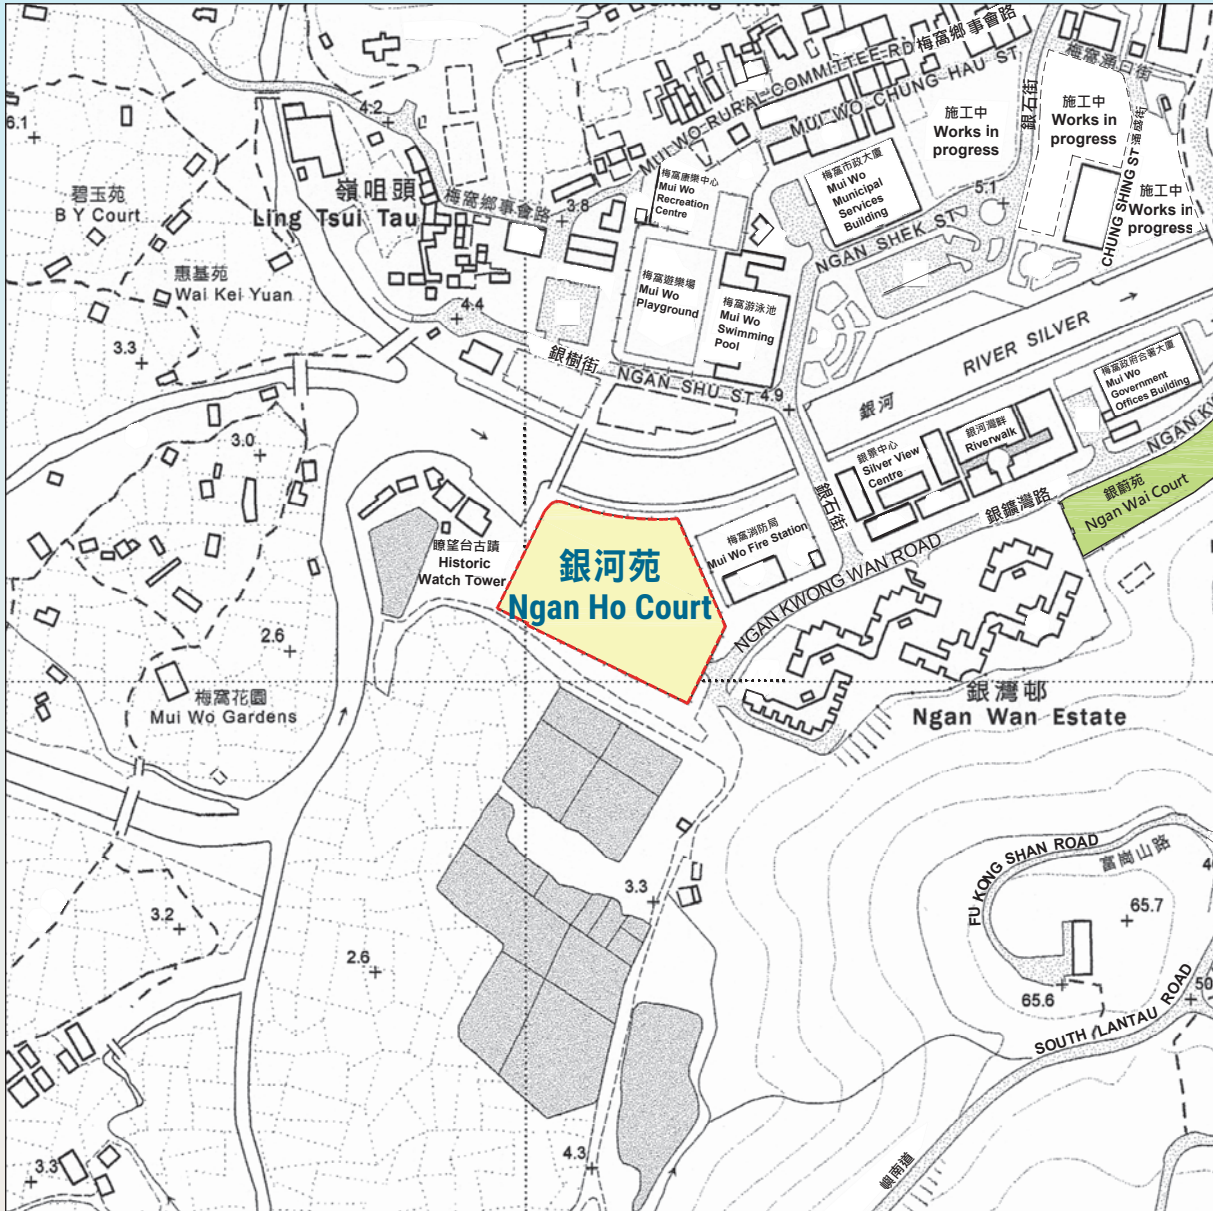 梅窩鄉事會路
MUI WO RURAL COMMITTEE RD
MUI WO CHUNG HAU ST
梅窩涌口街
銀石街
施工中
Works in
progress
施工中
Works in
progress
施工中
Works in
progress
CHUNG SHING ST
涌盛街
6.1
4.2
碧玉苑
B Y Court
嶺咀頭
Ling Tsui Tau
梅窩鄉事會路
3.8
梅窩康樂中心
Mui Wo
Recreation
Centre
梅窩市政大廈
Mui Wo
Municipal
Services
Building
5.1
NGAN SHEK ST
惠基苑
Wai Kei Yuan
4.4
3.3
梅窩遊樂場
Mui Wo
Playground
梅窩游泳池
Mui Wo
Swimming
Pool
銀樹街
NGAN SHU ST
4.9
銀河
RIVER SILVER
梅窩政府合署大廈
Mui Wo
Government
Offices Building
銀河灣畔
Riverwalk
銀景中心
Silver View
Centre
NGAN KW
3.0
銀石街
銀鑛灣路
NGAN KWONG WAN ROAD
銀蔚苑
Ngan Wai Court
梅窩消防局
Mui Wo Fire Station
瞭望台古蹟
Historic
Watch Tower
銀河苑
Ngan Ho Court
2.6
梅窩花園
Mui Wo Gardens
銀灣邨
Ngan Wan Estate
FU KONG SHAN ROAD
富崗山路
3.3
3.2
65.7
2.6
65.6
50
SOUTH LANTAU ROAD
嶼南道
4.3
3.3